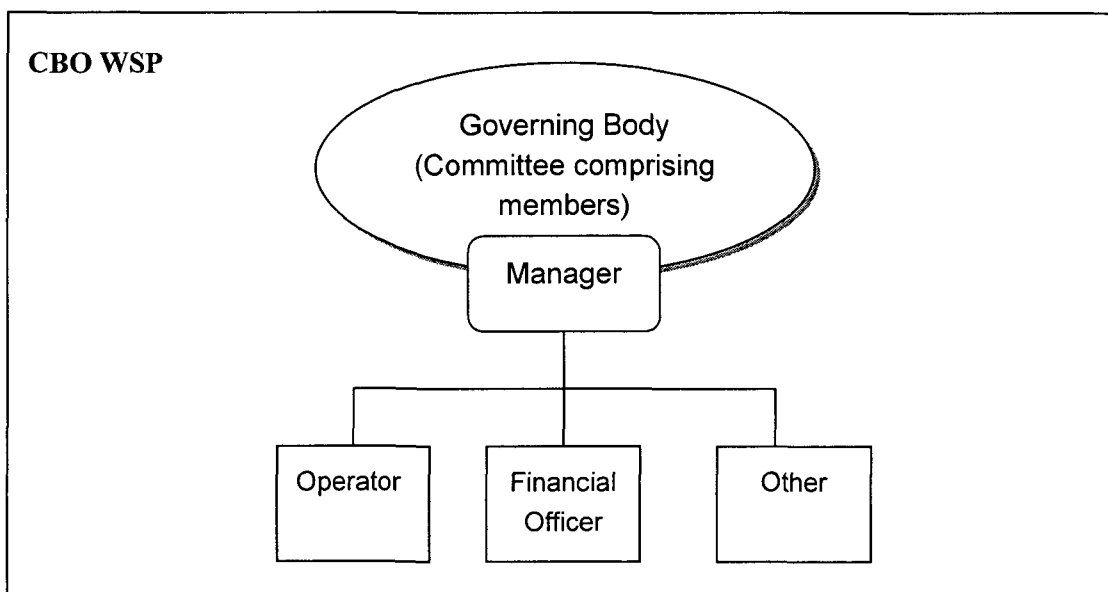 CBO WSP
Governing Body
(Committee comprising
members)
Manager
Operator
Financial
Officer
Other